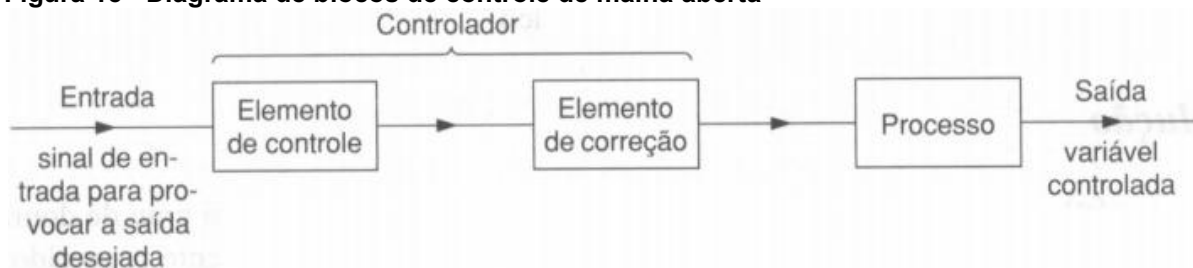 Figura 10 - Diagrama de blocos de controle de malha aberta
Controlador
Entrada
sinal de en-
trada para pro-
vocar a saída
desejada
Elemento
de controle
Elemento
de correção
Processo
Saída
variável
controlada